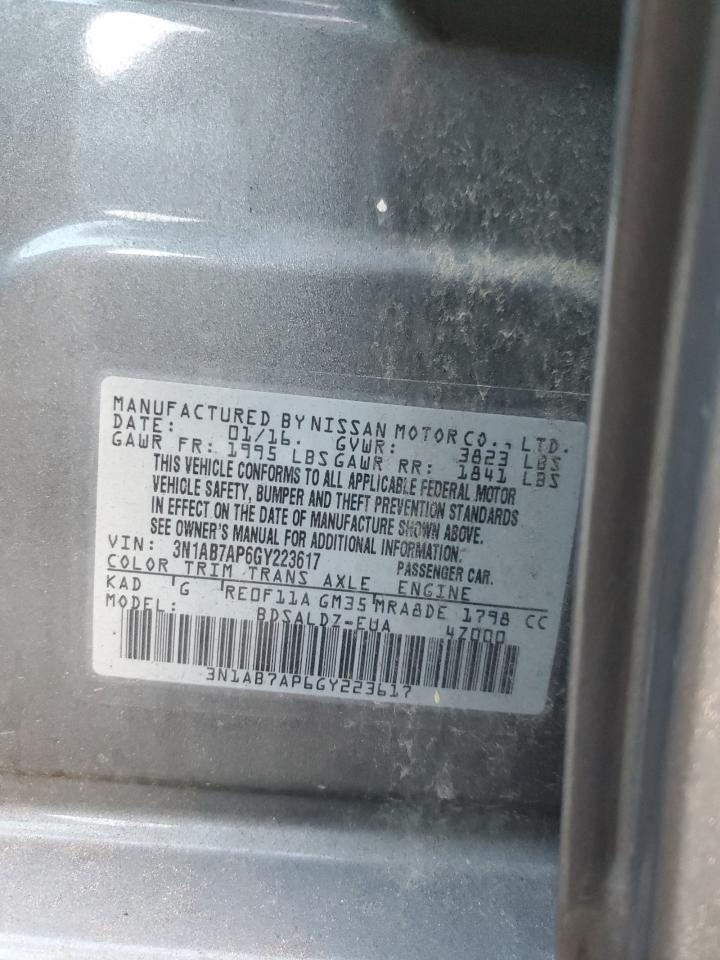 MANUFACTURED BY NISSAN MOTOR CO., LTD.
DATE: 01/16. GVWR: 3823 LBS
GAWR FR: 1995 LBS GAWR RR: 1841 LBS
THIS VEHICLE CONFORMS TO ALL APPLICABLE FEDERAL MOTOR
VEHICLE SAFETY, BUMPER AND THEFT PREVENTION STANDARDS
IN EFFECT ON THE DATE OF MANUFACTURE SHOWN ABOVE.
SEE OWNER'S MANUAL FOR ADDITIONAL INFORMATION.
VIN: 3N1AB7AP6GY223617 PASSENGER CAR.
COLOR TRIM TRANS AXLE ENGINE
KAD G RE0F11A GM35 MRA8DE 1798 CC
MODEL: BDSALDZ-EUA 47000
3N1AB7AP6GY223617